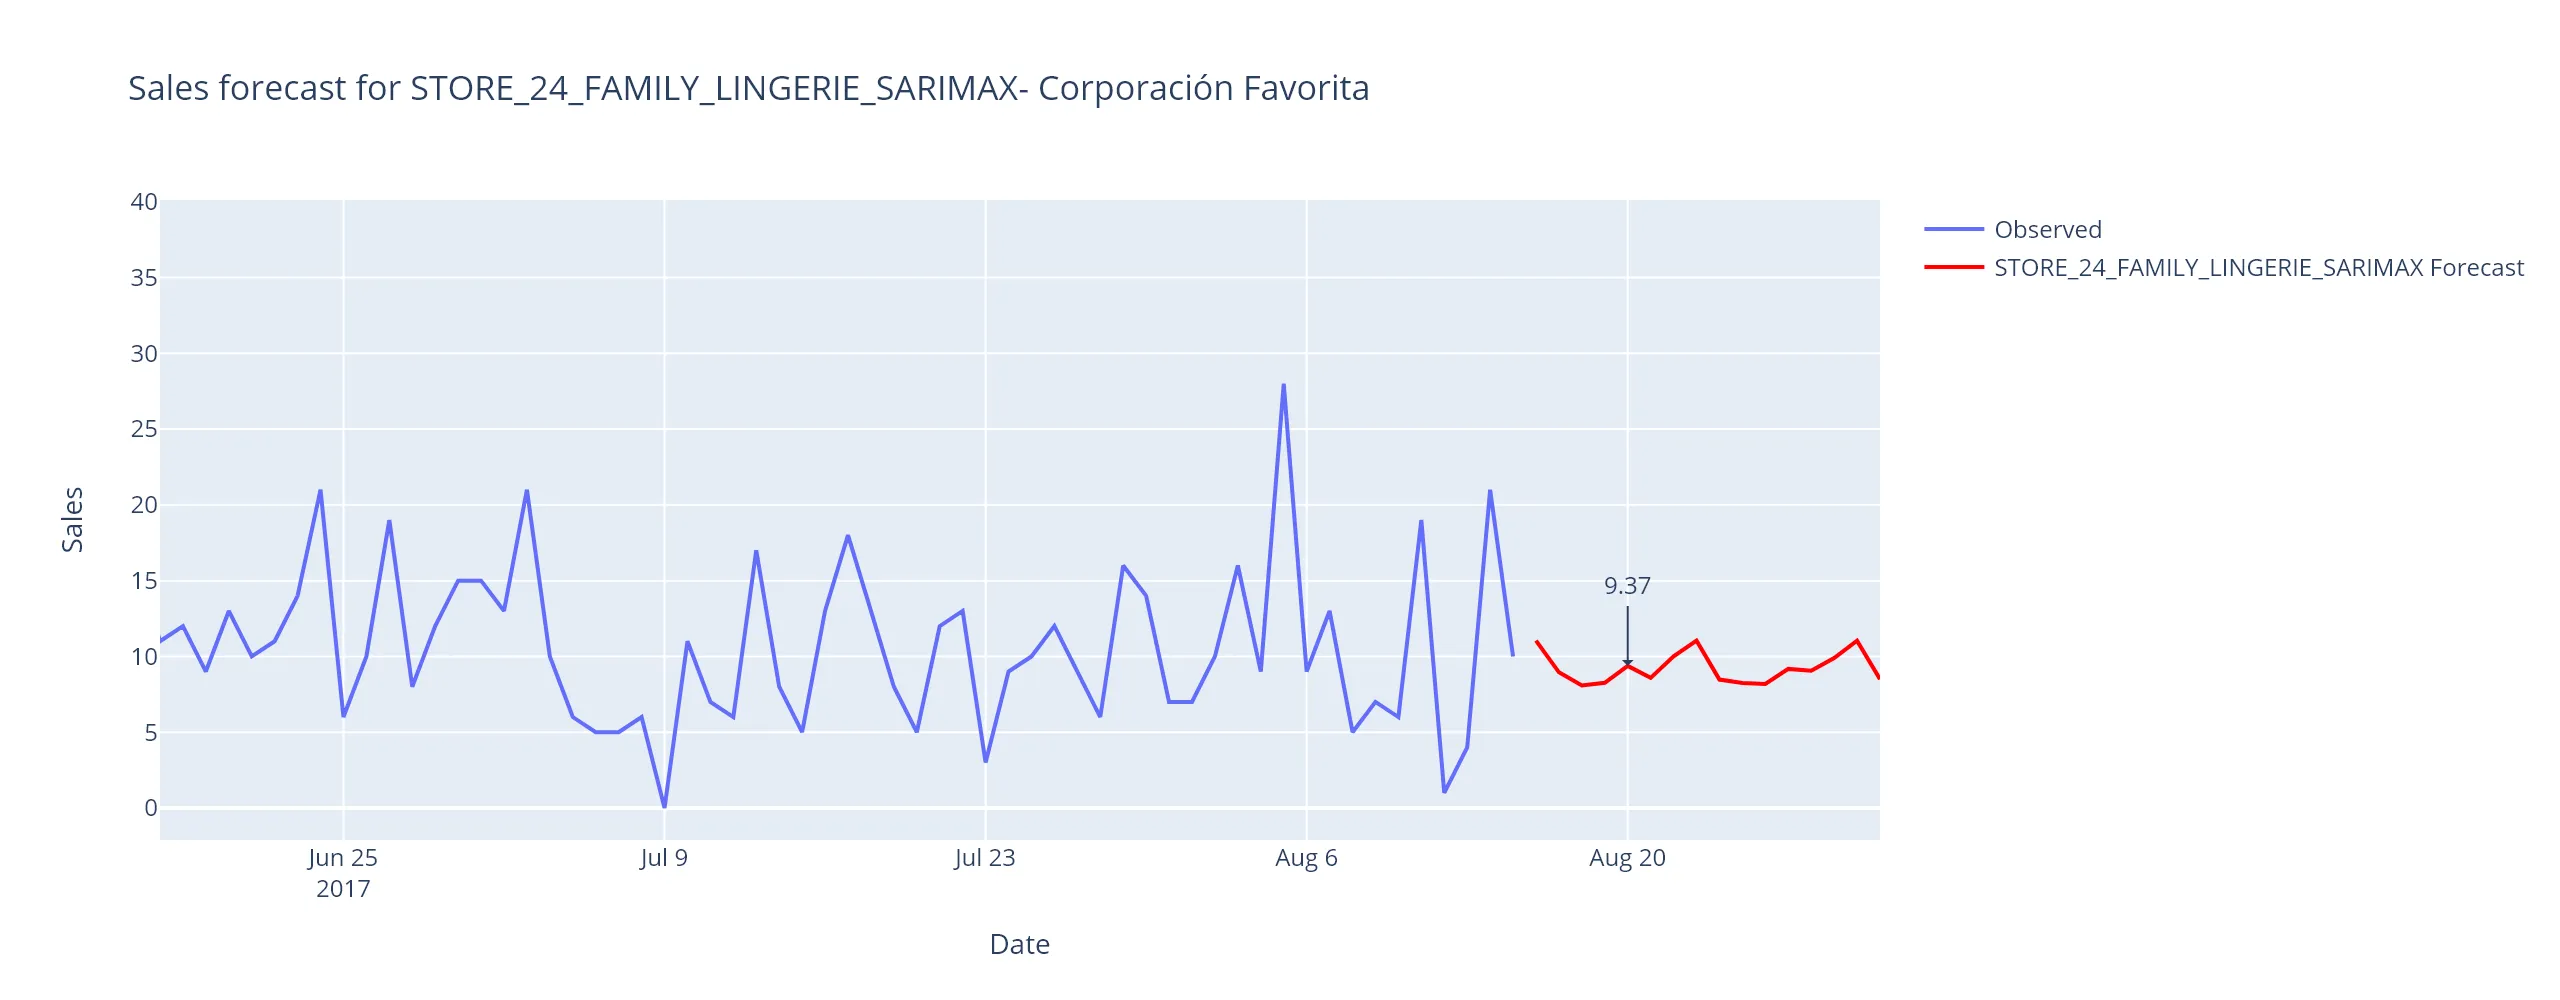 Sales forecast for STORE_24_FAMILY_LINGERIE_SARIMAX- Corporación Favorita
40
35
30
25
20
15
10
5
0
Sales
9.37
Jun 25
2017
Jul 9
Jul 23
Aug 6
Aug 20
Date
Observed
STORE_24_FAMILY_LINGERIE_SARIMAX Forecast